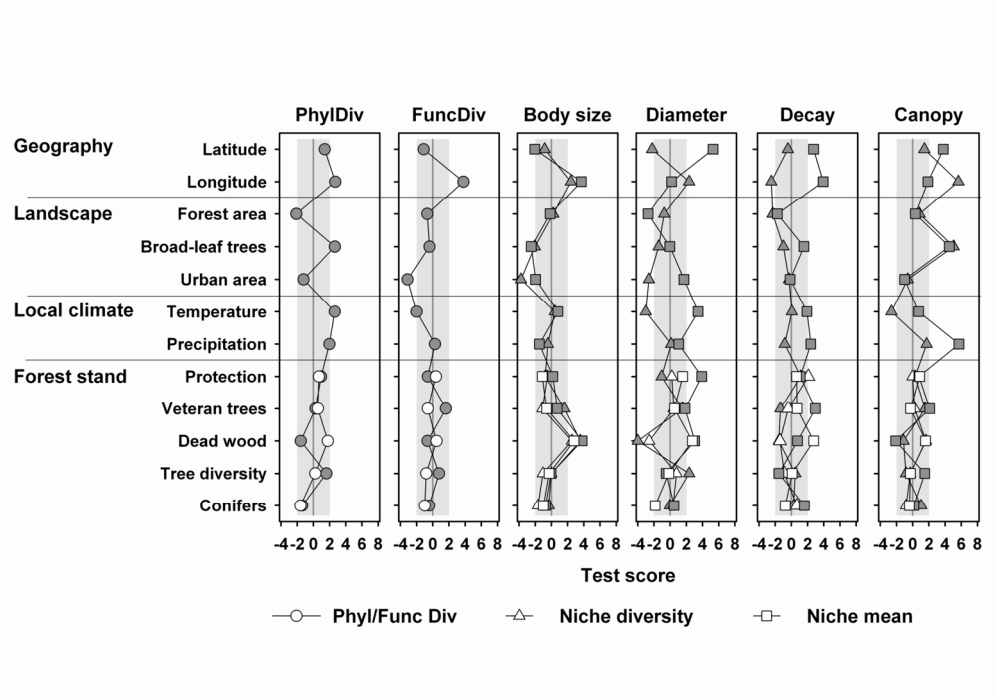 PhylDiv FuncDiv Body size Diameter Decay Canopy
Geography Latitude
Longitude
Landscape Forest area
Broad-leaf trees
Urban area
Local climate Temperature
Precipitation
Forest stand Protection
Veteran trees
Dead wood
Tree diversity
Conifers
-4 -2 0 2 4 6 8 -4 -2 0 2 4 6 8 -4 -2 0 2 4 6 8 -4 -2 0 2 4 6 8 -4 -2 0 2 4 6 8 -4 -2 0 2 4 6 8
Test score
Phyl/Func Div Niche diversity Niche mean